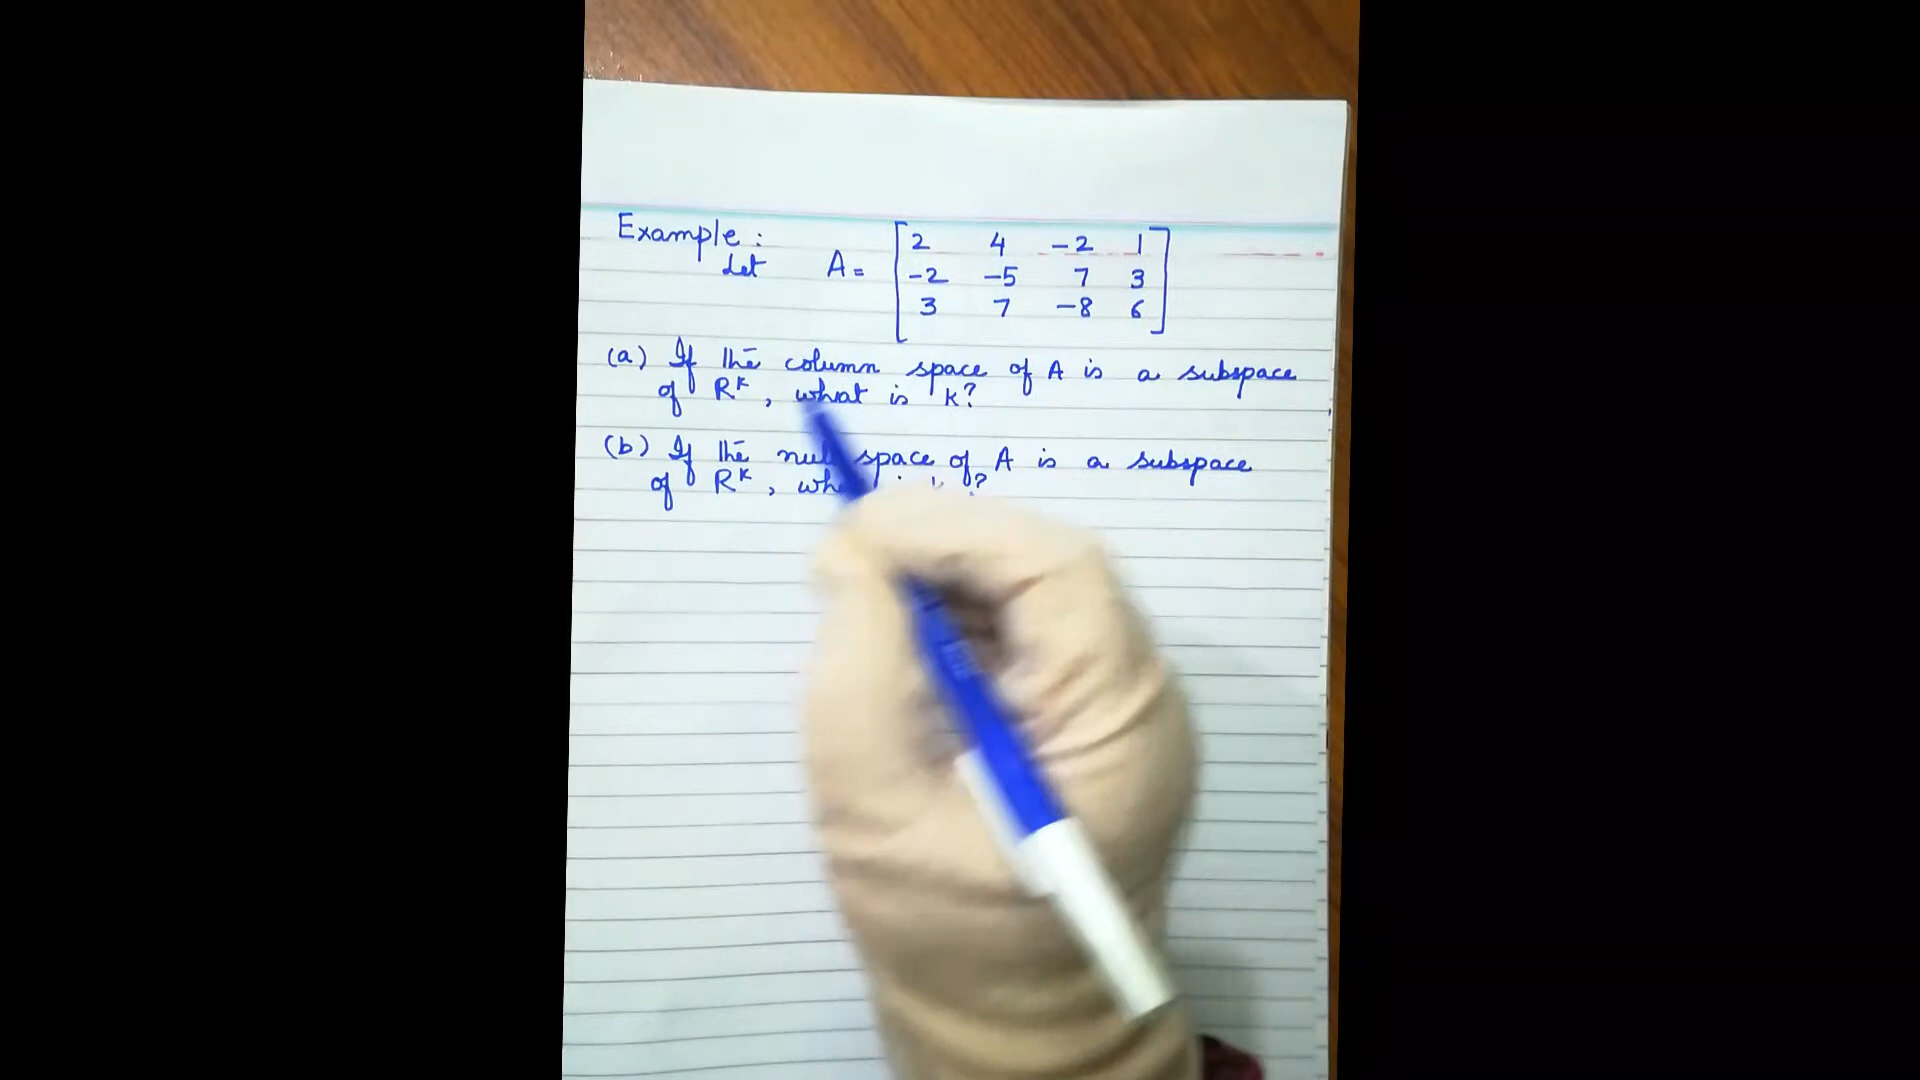 Example:
Let A = [2 4 -2 1
-2 -5 7 3
3 7 -8 6]
(a) If the column space of A is a subspace
of R^k, what is k?
(b) If the null space of A is a subspace
of R^k, ?